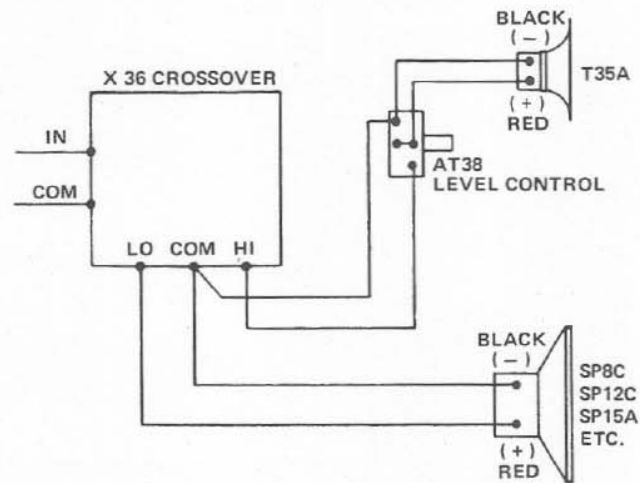 BLACK
(−)
T35A
(+)
RED
X 36 CROSSOVER
IN
COM
LO COM HI
AT38
LEVEL CONTROL
BLACK
(−)
SP8C
SP12C
SP15A
ETC.
(+)
RED